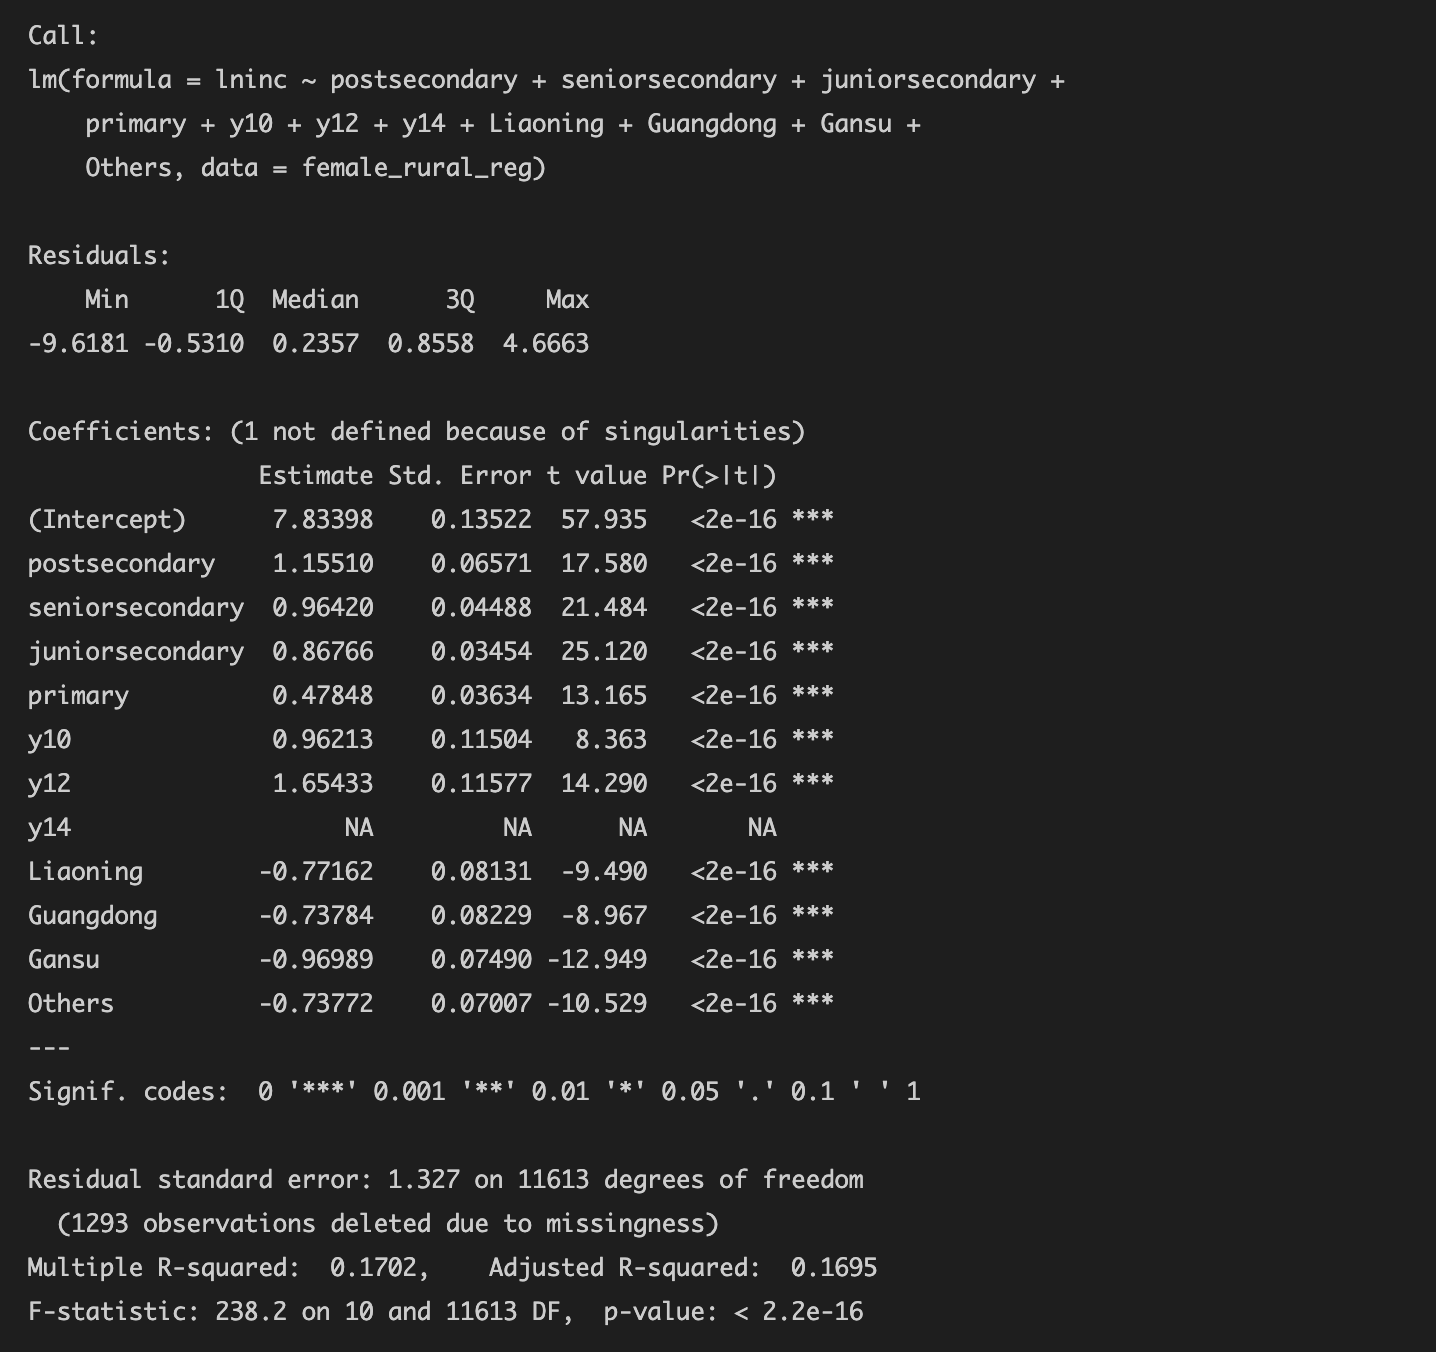 Call:
lm(formula = lninc ~ postsecondary + seniorsecondary + juniorsecondary +
    primary + y10 + y12 + y14 + Liaoning + Guangdong + Gansu +
    Others, data = female_rural_reg)

Residuals:
    Min      1Q  Median      3Q     Max
-9.6181 -0.5310  0.2357  0.8558  4.6663

Coefficients: (1 not defined because of singularities)
                Estimate Std. Error t value Pr(>|t|)
(Intercept)      7.83398    0.13522  57.935   <2e-16 ***
postsecondary    1.15510    0.06571  17.580   <2e-16 ***
seniorsecondary  0.96420    0.04488  21.484   <2e-16 ***
juniorsecondary  0.86766    0.03454  25.120   <2e-16 ***
primary          0.47848    0.03634  13.165   <2e-16 ***
y10              0.96213    0.11504   8.363   <2e-16 ***
y12              1.65433    0.11577  14.290   <2e-16 ***
y14                   NA         NA      NA       NA
Liaoning        -0.77162    0.08131  -9.490   <2e-16 ***
Guangdong       -0.73784    0.08229  -8.967   <2e-16 ***
Gansu           -0.96989    0.07490 -12.949   <2e-16 ***
Others          -0.73772    0.07007 -10.529   <2e-16 ***
---
Signif. codes:  0 '***' 0.001 '**' 0.01 '*' 0.05 '.' 0.1 ' ' 1

Residual standard error: 1.327 on 11613 degrees of freedom
  (1293 observations deleted due to missingness)
Multiple R-squared:  0.1702,    Adjusted R-squared:  0.1695
F-statistic: 238.2 on 10 and 11613 DF,  p-value: < 2.2e-16